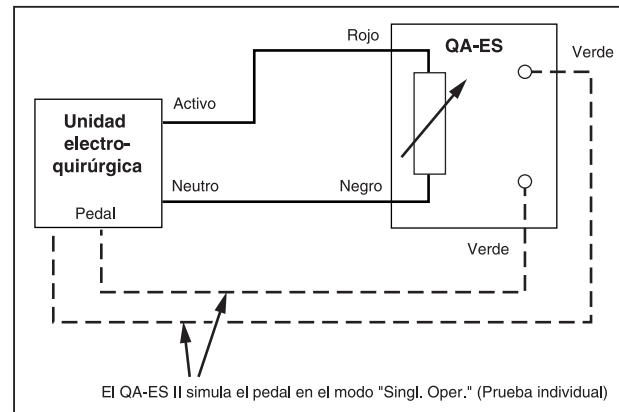 Rojo
QA-ES
Verde
Activo
Unidad
electro-
quirúrgica
Neutro
Negro
Pedal
Verde
El QA-ES II simula el pedal en el modo "Singl. Oper." (Prueba individual)